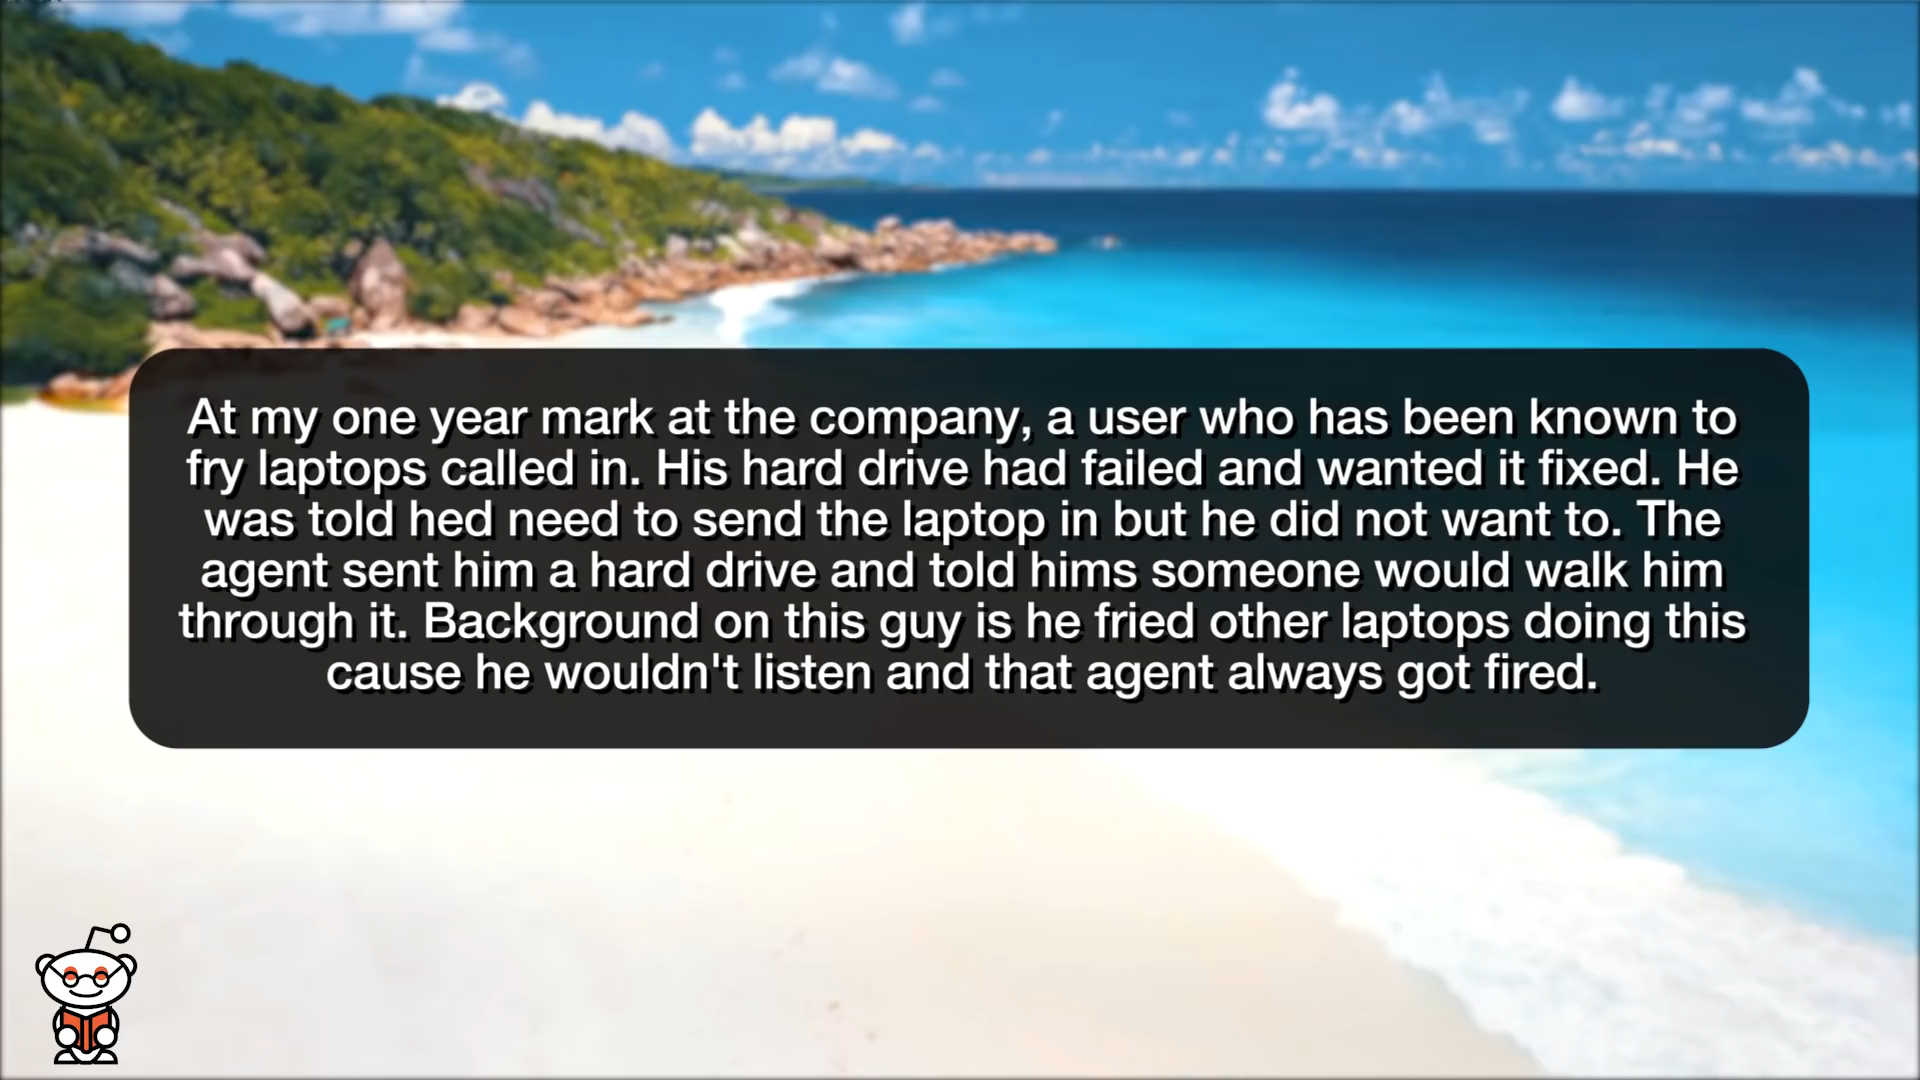 At my one year mark at the company, a user who has been known to
fry laptops called in. His hard drive had failed and wanted it fixed. He
was told hed need to send the laptop in but he did not want to. The
agent sent him a hard drive and told hims someone would walk him
through it. Background on this guy is he fried other laptops doing this
cause he wouldn't listen and that agent always got fired.